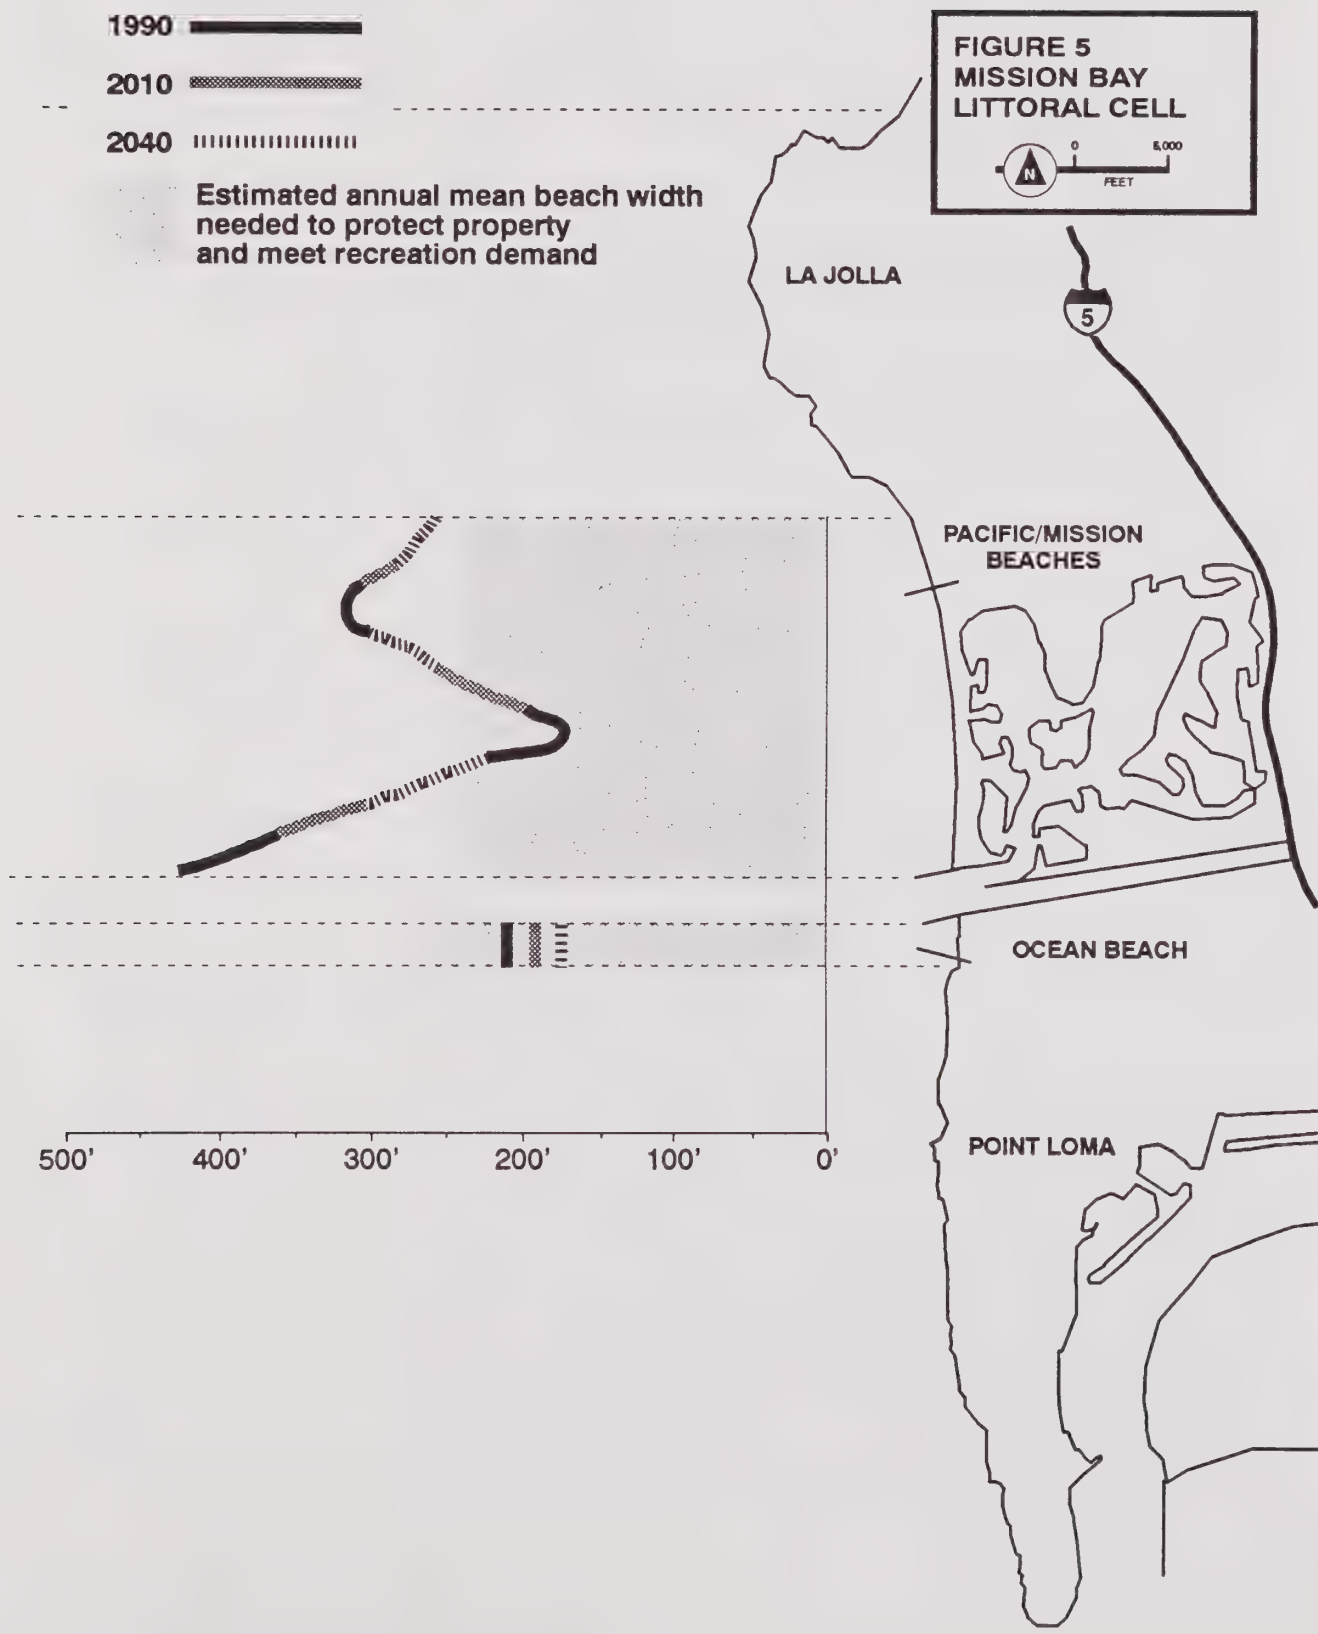 1990
2010
2040
Estimated annual mean beach width
needed to protect property
and meet recreation demand
FIGURE 5
MISSION BAY
LITTORAL CELL
0 5,000
N
FEET
LA JOLLA
5
PACIFIC/MISSION
BEACHES
OCEAN BEACH
POINT LOMA
500' 400' 300' 200' 100' 0'